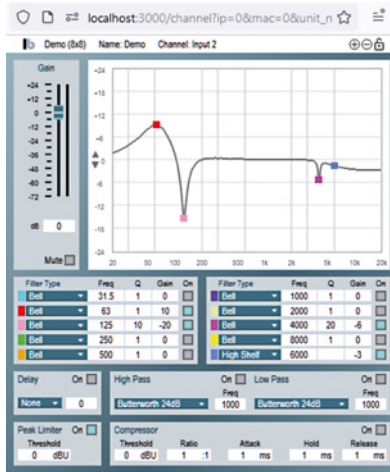 localhost:3000/channel?ip=0&mac=0&unit_n
Demo (8x8) Name: Demo Channel: Input 2
Gain
+24
+12
0
-12
-24
-36
-48
-60
-72
dB 0
Mute
+24
+18
+12
+6
-6
-12
-18
-24
20 50 100 200 500 1k 2k 5k 10k 20k
Filter Type Freq Q Gain On
Bell 31.5 1 0
Bell 63 1 10
Bell 125 10 -20
Bell 250 1 0
Bell 500 1 0
Filter Type Freq Q Gain On
Bell 1000 1 0
Bell 2000 1 0
Bell 4000 20 -6
Bell 8000 1 0
High Shelf 6000 -3
Delay On
None 0
High Pass On
Freq
Butterworth 24dB 1000
Low Pass On
Freq
Butterworth 24dB 1000
Peak Limiter On
Threshold
0 dBU
Compressor On
Threshold Ratio Attack Hold Release
0 dBU 1 :1 1 ms 1 ms 1 ms